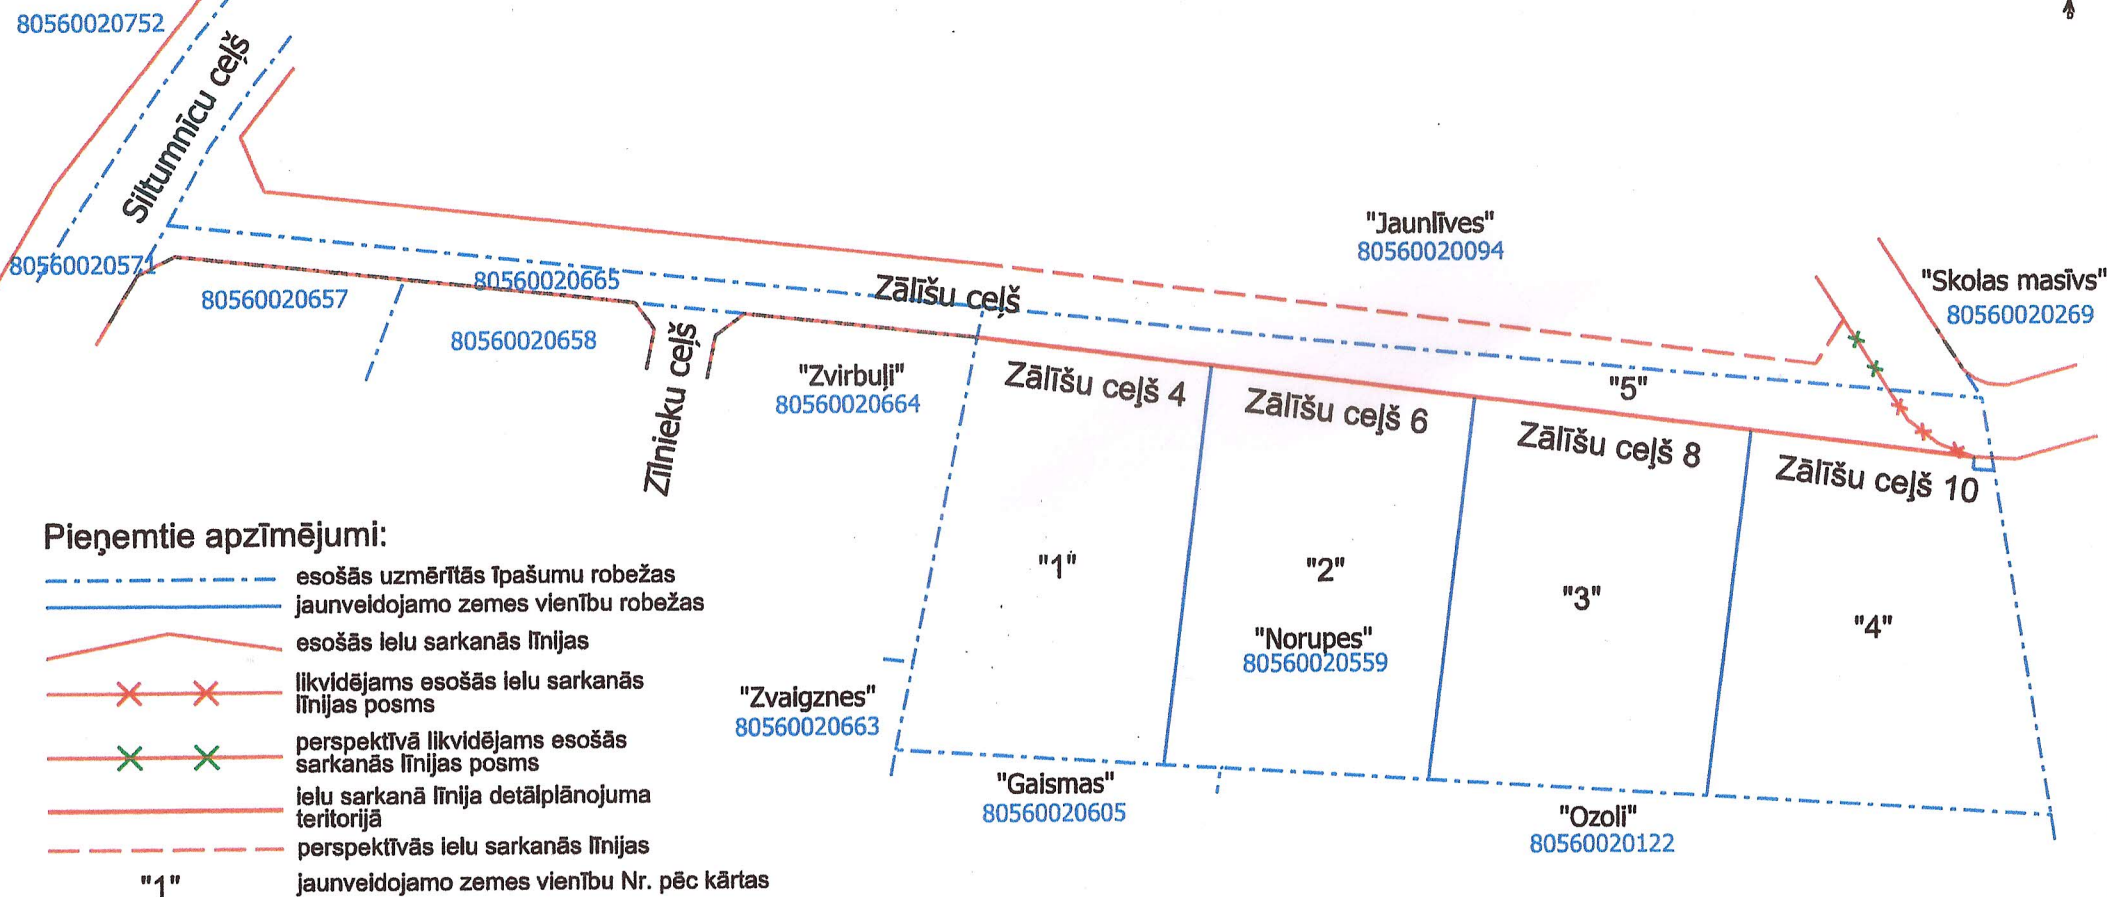 80560020752
Siltumnīcu ceļš
80560020571
80560020657
80560020665
80560020658
Zīlnieku ceļš
Zālīšu ceļš
"Jaunlīves"
80560020094
"Skolas masīvs"
80560020269
"Zvirbuļi"
80560020664
Zālīšu ceļš 4
Zālīšu ceļš 6
"5"
Zālīšu ceļš 8
Zālīšu ceļš 10
"1"
"2"
"3"
"4"
"Norupes"
80560020559
"Zvaigznes"
80560020663
"Gaismas"
80560020605
"Ozoli"
80560020122
Pieņemtie apzīmējumi:
esošās uzmērītās īpašumu robežas
jaunveidojamo zemes vienību robežas
esošās ielu sarkanās līnijas
likvidējams esošās ielu sarkanās
līnijas posms
perspektīvā likvidējams esošās
sarkanās līnijas posms
ielu sarkanā līnija detālplānojuma
teritorijā
perspektīvās ielu sarkanās līnijas
"1"
jaunveidojamo zemes vienību Nr. pēc kārtas